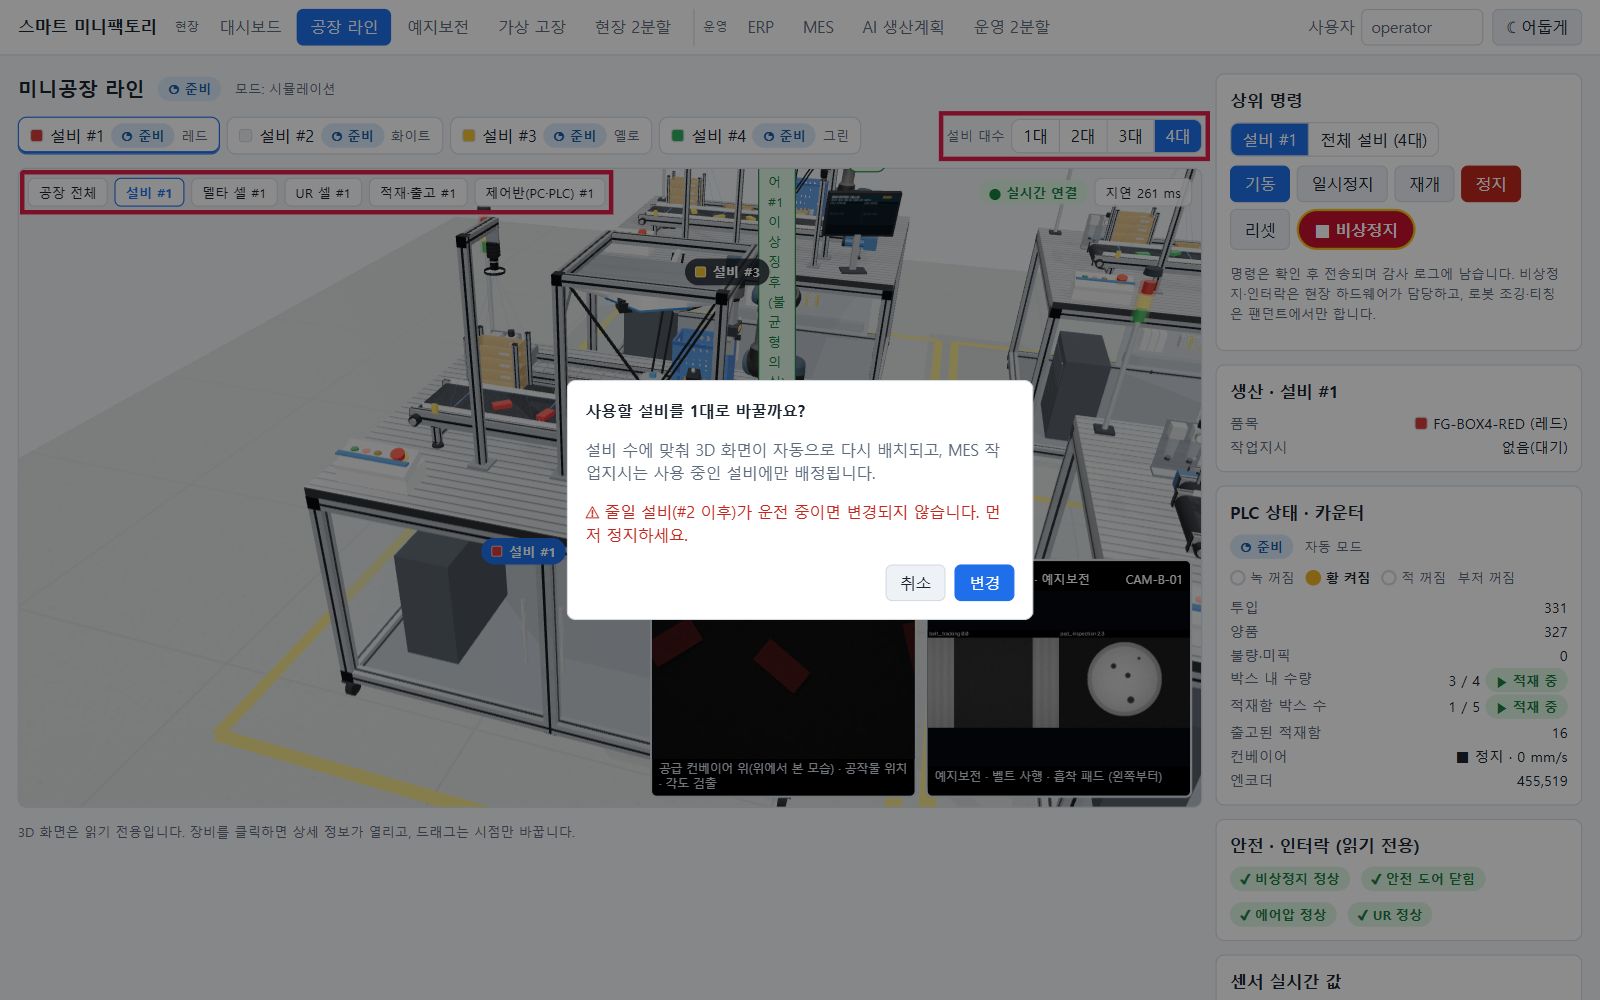 스마트 미니팩토리 현장 대시보드 공장 라인 예지보전 가상 고장 현장 2분할 운영 ERP MES AI 생산계획 운영 2분할 사용자 operator ☾ 어둡게
미니공장 라인 준비 모드: 시뮬레이션
설비 #1 준비 레드 설비 #2 준비 화이트 설비 #3 준비 옐로 설비 #4 준비 그린 설비 대수 1대 2대 3대 4대
공장 전체 설비 #1 델타 셀 #1 UR 셀 #1 적재·출고 #1 제어반(PC·PLC) #1
실시간 연결 지연 261 ms
어
#1
이
상
징
후
(불
균
형
의
설비 #3
설비 #1
사용할 설비를 1대로 바꿀까요?
설비 수에 맞춰 3D 화면이 자동으로 다시 배치되고, MES 작
업지시는 사용 중인 설비에만 배정됩니다.
⚠ 줄일 설비(#2 이후)가 운전 중이면 변경되지 않습니다. 먼
저 정지하세요.
취소 변경
· 예지보전 CAM-B-01
공급 컨베이어 위(위에서 본 모습) · 공작물 위치
· 각도 검출
예지보전 · 벨트 사행 · 흡착 패드 (왼쪽부터)
3D 화면은 읽기 전용입니다. 장비를 클릭하면 상세 정보가 열리고, 드래그는 시점만 바꿉니다.
상위 명령
설비 #1 전체 설비 (4대)
기동 일시정지 재개 정지
리셋 비상정지
명령은 확인 후 전송되며 감사 로그에 남습니다. 비상정
지·인터락은 현장 하드웨어가 담당하고, 로봇 조깅·티칭
은 팬던트에서만 합니다.
생산 · 설비 #1
품목 FG-BOX4-RED (레드)
작업지시 없음(대기)
PLC 상태 · 카운터
준비 자동 모드
녹 꺼짐 황 켜짐 적 꺼짐 부저 꺼짐
투입 331
양품 327
불량·미픽 0
박스 내 수량 3 / 4 ▶ 적재 중
적재함 박스 수 1 / 5 ▶ 적재 중
출고된 적재함 16
컨베이어 ■ 정지 · 0 mm/s
엔코더 455,519
안전 · 인터락 (읽기 전용)
✔ 비상정지 정상 ✔ 안전 도어 닫힘
✔ 에어압 정상 ✔ UR 정상
센서 실시간 값